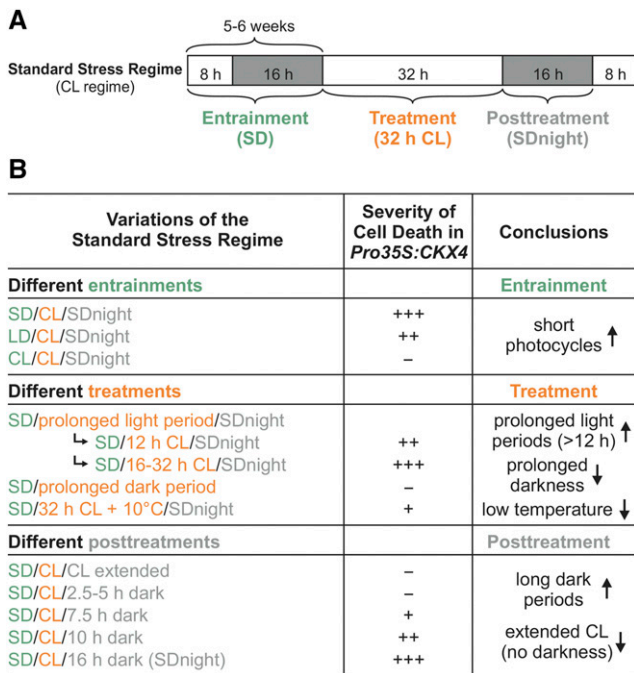 A
5-6 weeks
Standard Stress Regime
(CL regime)
8 h 16 h 32 h 16 h 8 h
Entrainment
(SD)
Treatment
(32 h CL)
Posttreatment
(SDnight)
B
Variations of the
Standard Stress Regime
Severity of
Cell Death in
Pro35S:CKX4
Conclusions
Different entrainments
Entrainment
SD/CL/SDnight +++
LD/CL/SDnight ++
CL/CL/SDnight –
short
photocycles ↑
Different treatments
Treatment
SD/prolonged light period/SDnight
↳ SD/12 h CL/SDnight ++
↳ SD/16-32 h CL/SDnight +++
SD/prolonged dark period –
SD/32 h CL + 10°C/SDnight +
prolonged light
periods (>12 h) ↑
prolonged
darkness ↓
low temperature ↓
Different posttreatments
Posttreatment
SD/CL/CL extended –
SD/CL/2.5-5 h dark –
SD/CL/7.5 h dark +
SD/CL/10 h dark ++
SD/CL/16 h dark (SDnight) +++
long dark
periods ↑
extended CL
(no darkness) ↓